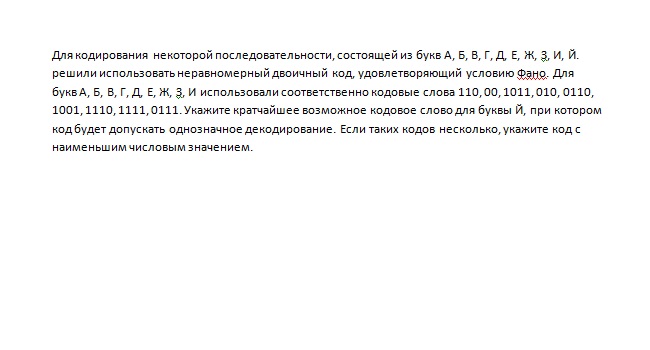 Для кодирования некоторой последовательности, состоящей из букв А, Б, В, Г, Д, Е, Ж, З, И, Й.
решили использовать неравномерный двоичный код, удовлетворяющий условию Фано. Для
букв А, Б, В, Г, Д, Е, Ж, З, И использовали соответственно кодовые слова 110, 00, 1011, 010, 0110,
1001, 1110, 1111, 0111. Укажите кратчайшее возможное кодовое слово для буквы Й, при котором
код будет допускать однозначное декодирование. Если таких кодов несколько, укажите код с
наименьшим числовым значением.